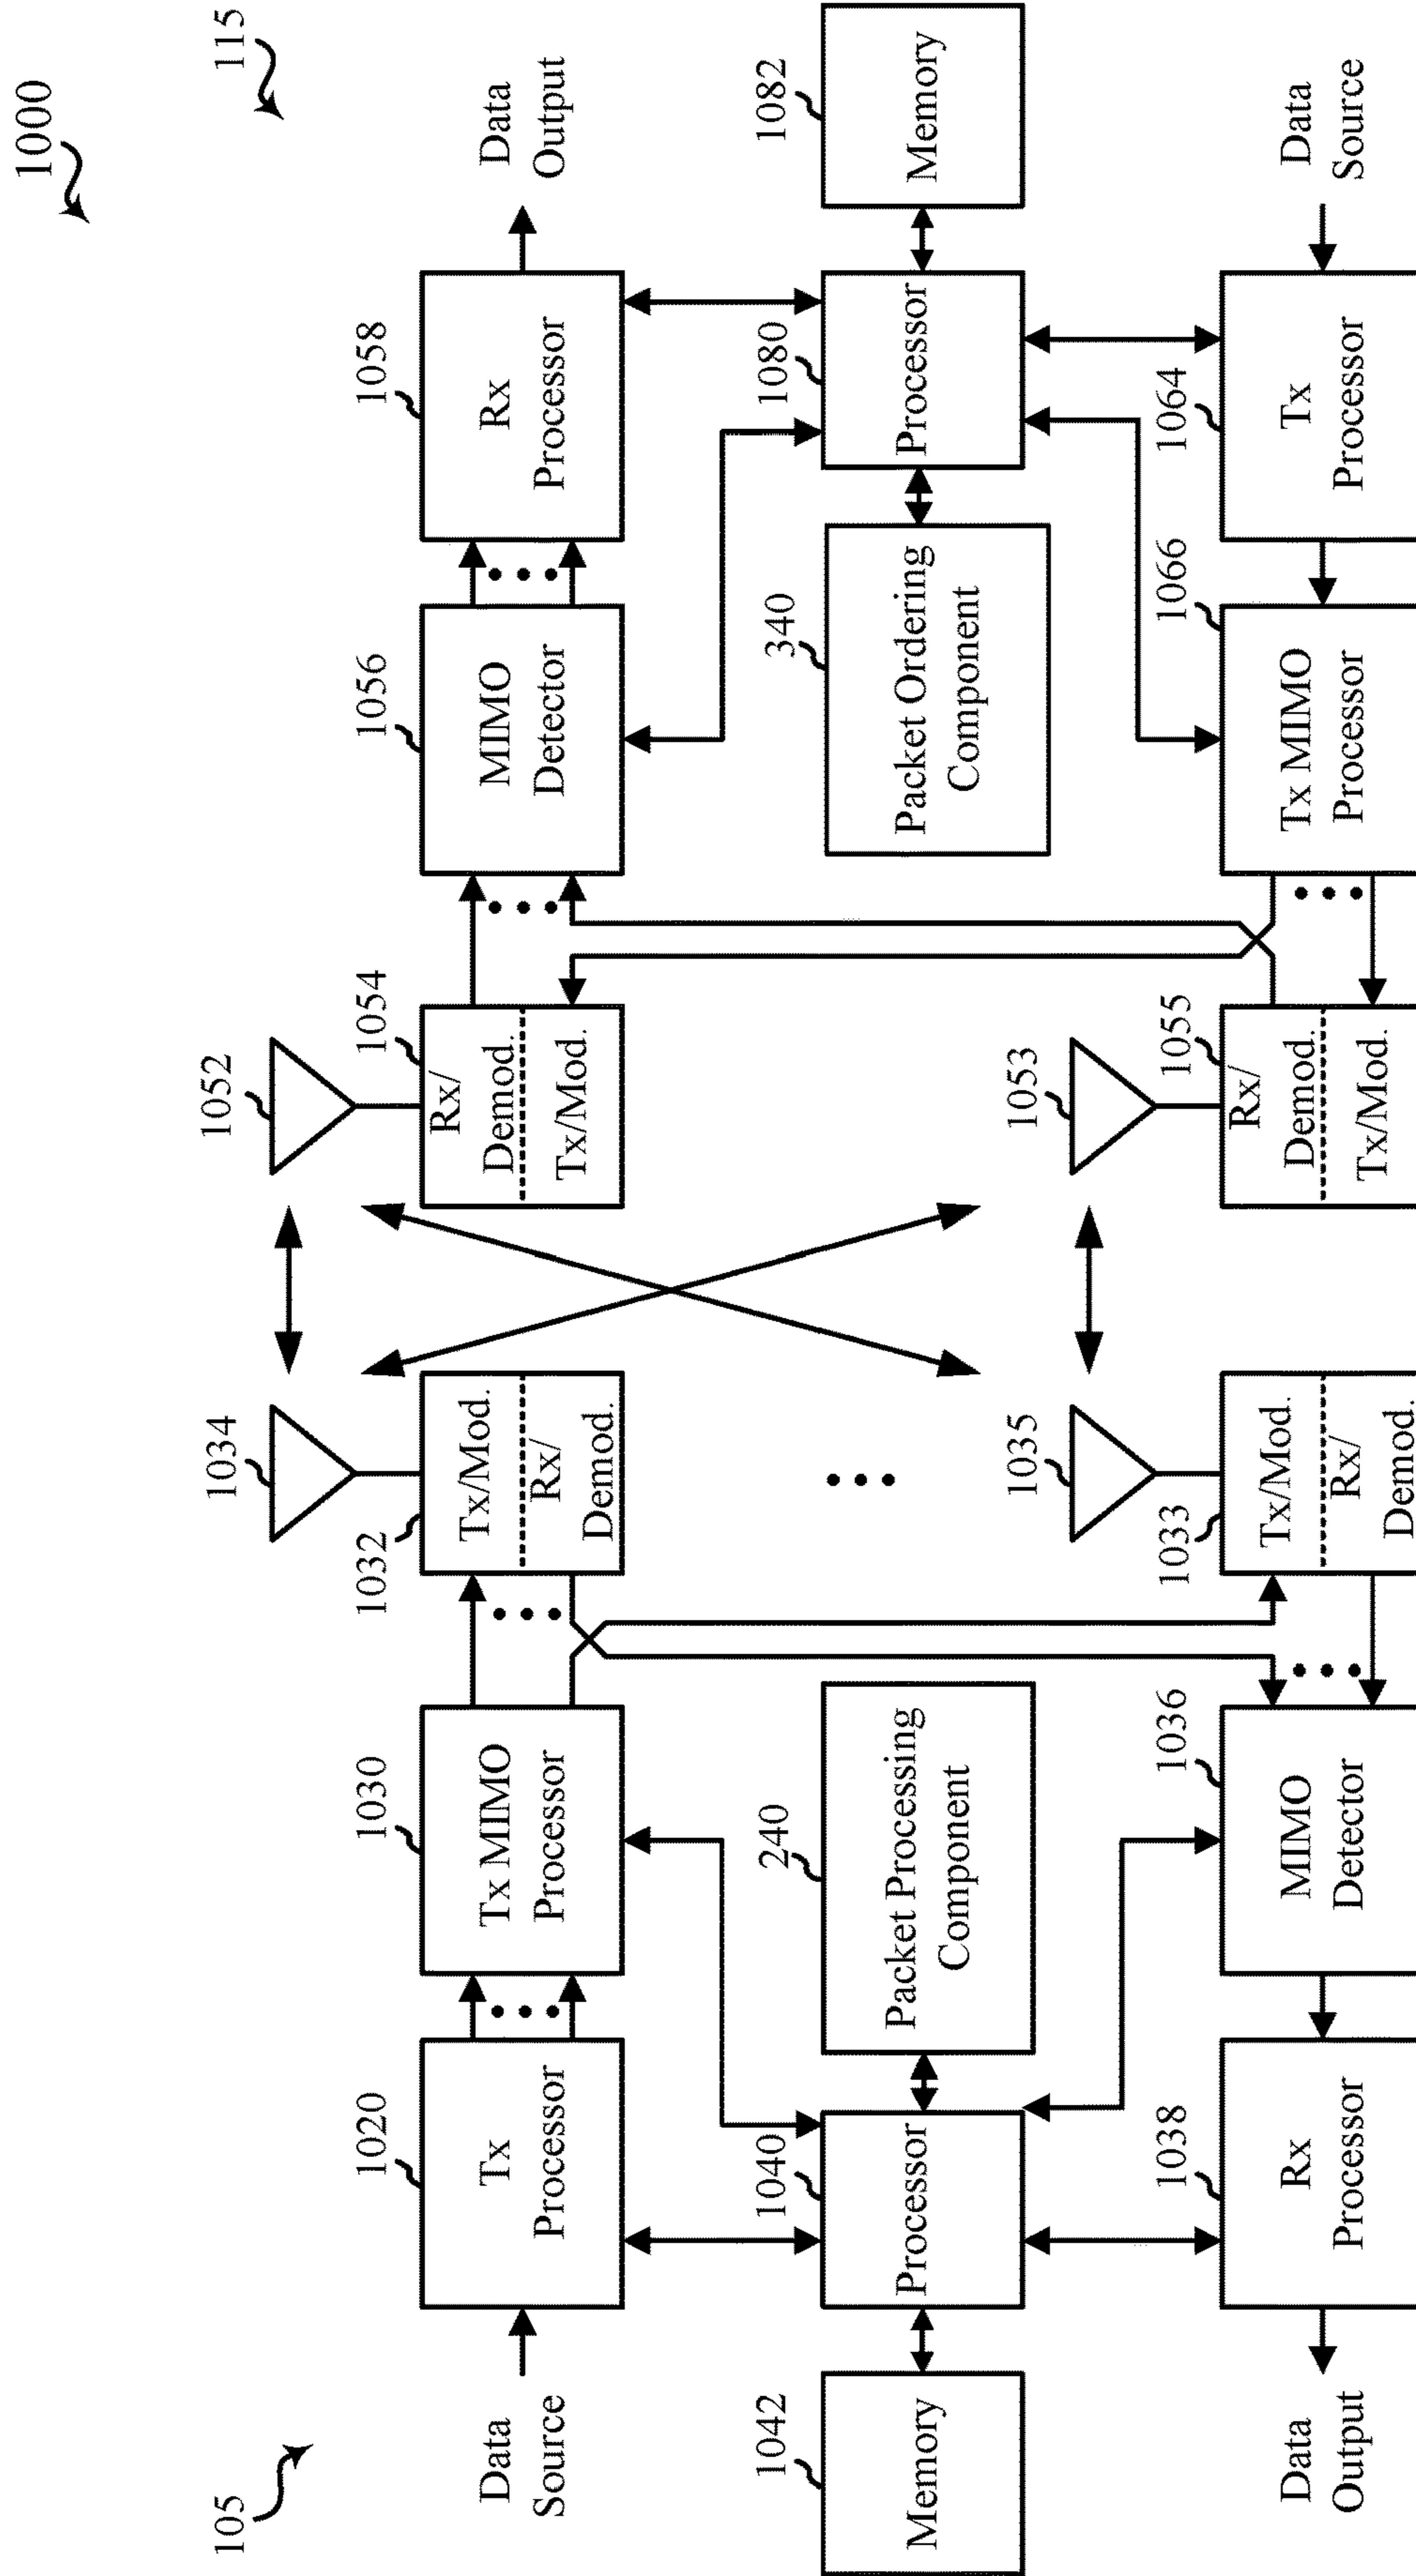 1000
105
115
1034
1052
Data
Source
1020
Tx
Processor
1030
Tx MIMO
Processor
1032
Tx/Mod.
Rx/
Demod.
1054
Rx/
Demod.
Tx/Mod.
1056
MIMO
Detector
1058
Rx
Processor
Data
Output
1042
Memory
1040
Processor
240
Packet Processing
Component
340
Packet Ordering
Component
1080
Processor
1082
Memory
1035
1053
Data
Output
1038
Rx
Processor
1036
MIMO
Detector
1033
Tx/Mod.
Rx/
Demod.
1055
Rx/
Demod.
Tx/Mod.
1066
Tx MIMO
Processor
1064
Tx
Processor
Data
Source